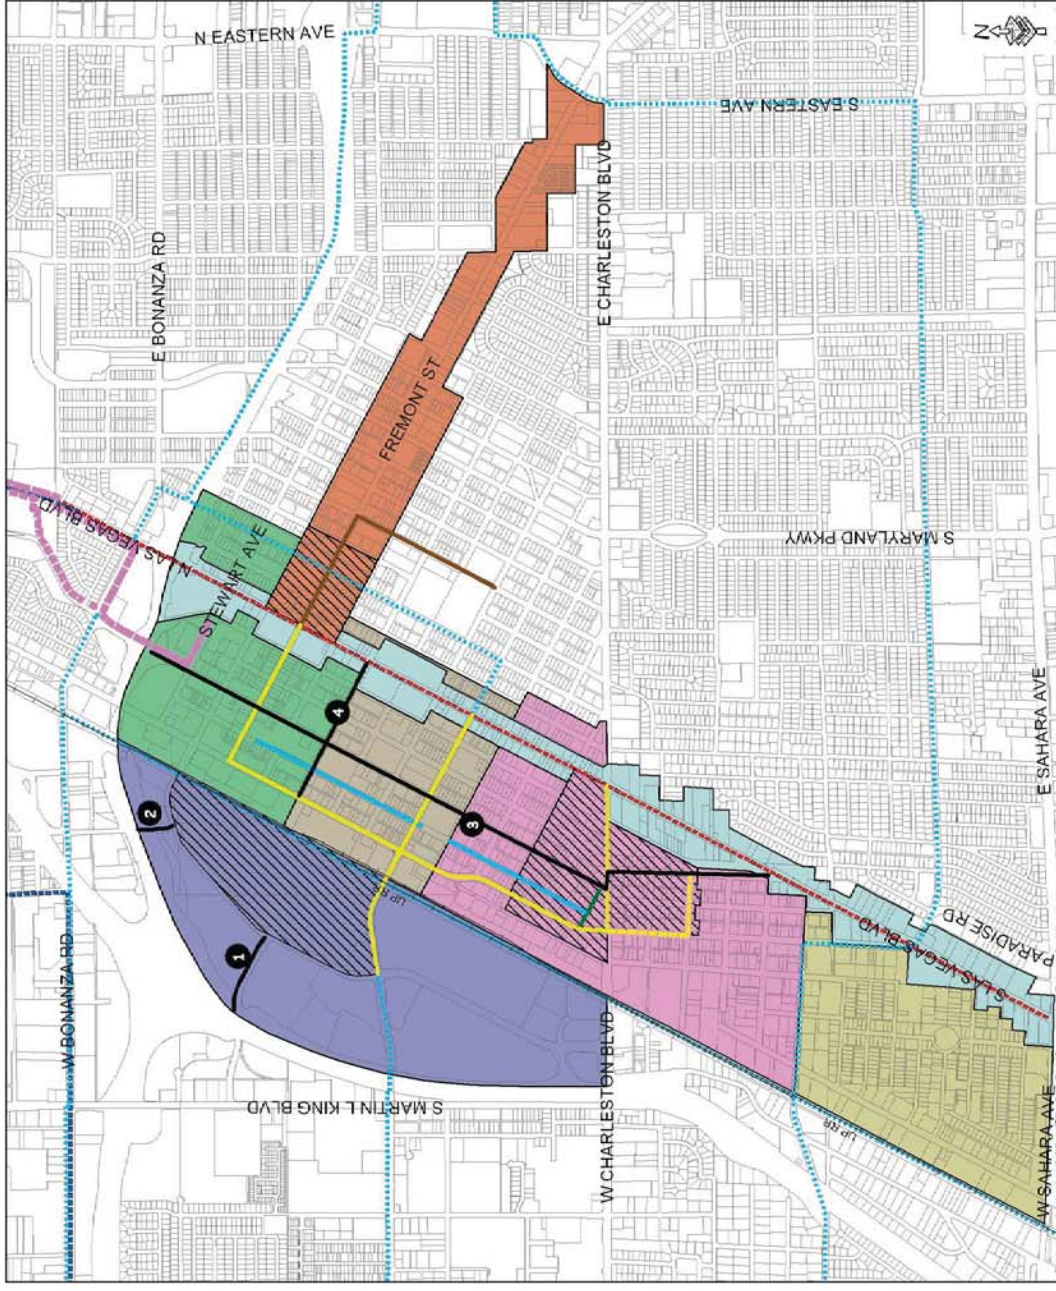 N EASTERN AVE
N
S EASTERN AVE
E BONANZA RD
E CHARLESTON BLVD
FREMONT ST
N LAS VEGAS BLVD
STEWART AVE
S MARYLAND PKWY
E SAHARA AVE
4
2
3
UP RR
1
W BONANZA RD
PARADISE RD
S LAS VEGAS BLVD
W CHARLESTON BLVD
S MARTIN L KING BLVD
UP RR
W SAHARA AVE